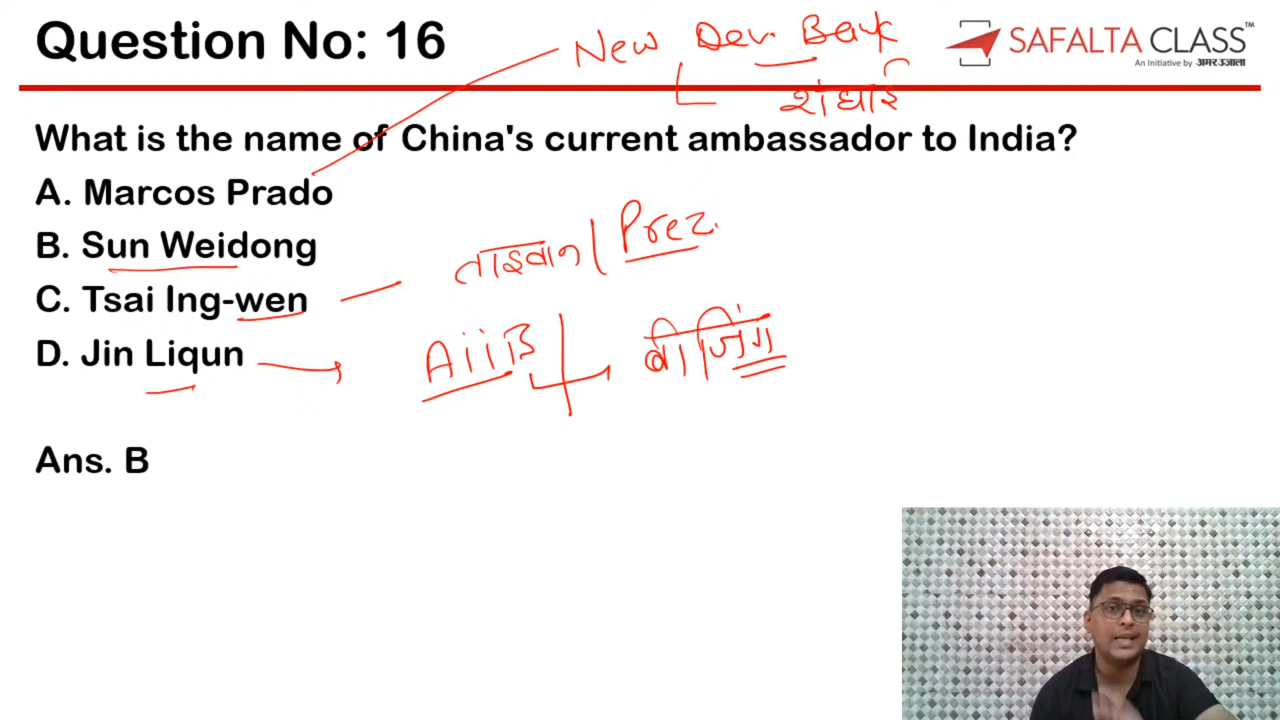 Question No: 16
New Dev. Bank
शंघाई
SAFALTA CLASS™
An Initiative by अमर उजाला
What is the name of China's current ambassador to India?
A. Marcos Prado
B. Sun Weidong
C. Tsai Ing-wen
ताइवान / Prez.
D. Jin Liqun
AiiB
बीजिंग
Ans. B